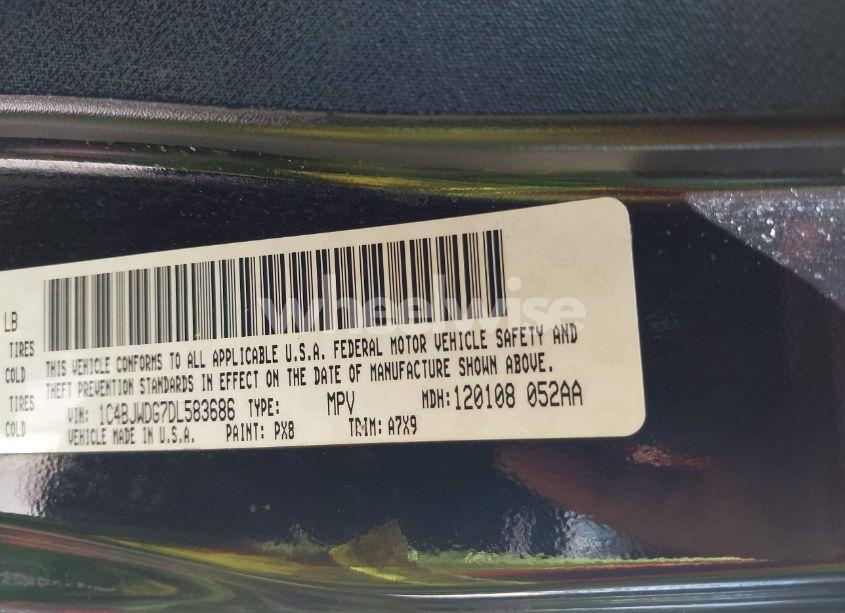 wheelwise
LB
TIRES
COLD
TIRES
COLD
THIS VEHICLE CONFORMS TO ALL APPLICABLE U.S.A. FEDERAL MOTOR VEHICLE SAFETY AND
THEFT PREVENTION STANDARDS IN EFFECT ON THE DATE OF MANUFACTURE SHOWN ABOVE.
VIN: 1C4BJWDG7DL583686 TYPE: MPV MDH: 120108 052AA
VEHICLE MADE IN U.S.A. PAINT: PX8 TRIM: A7X9